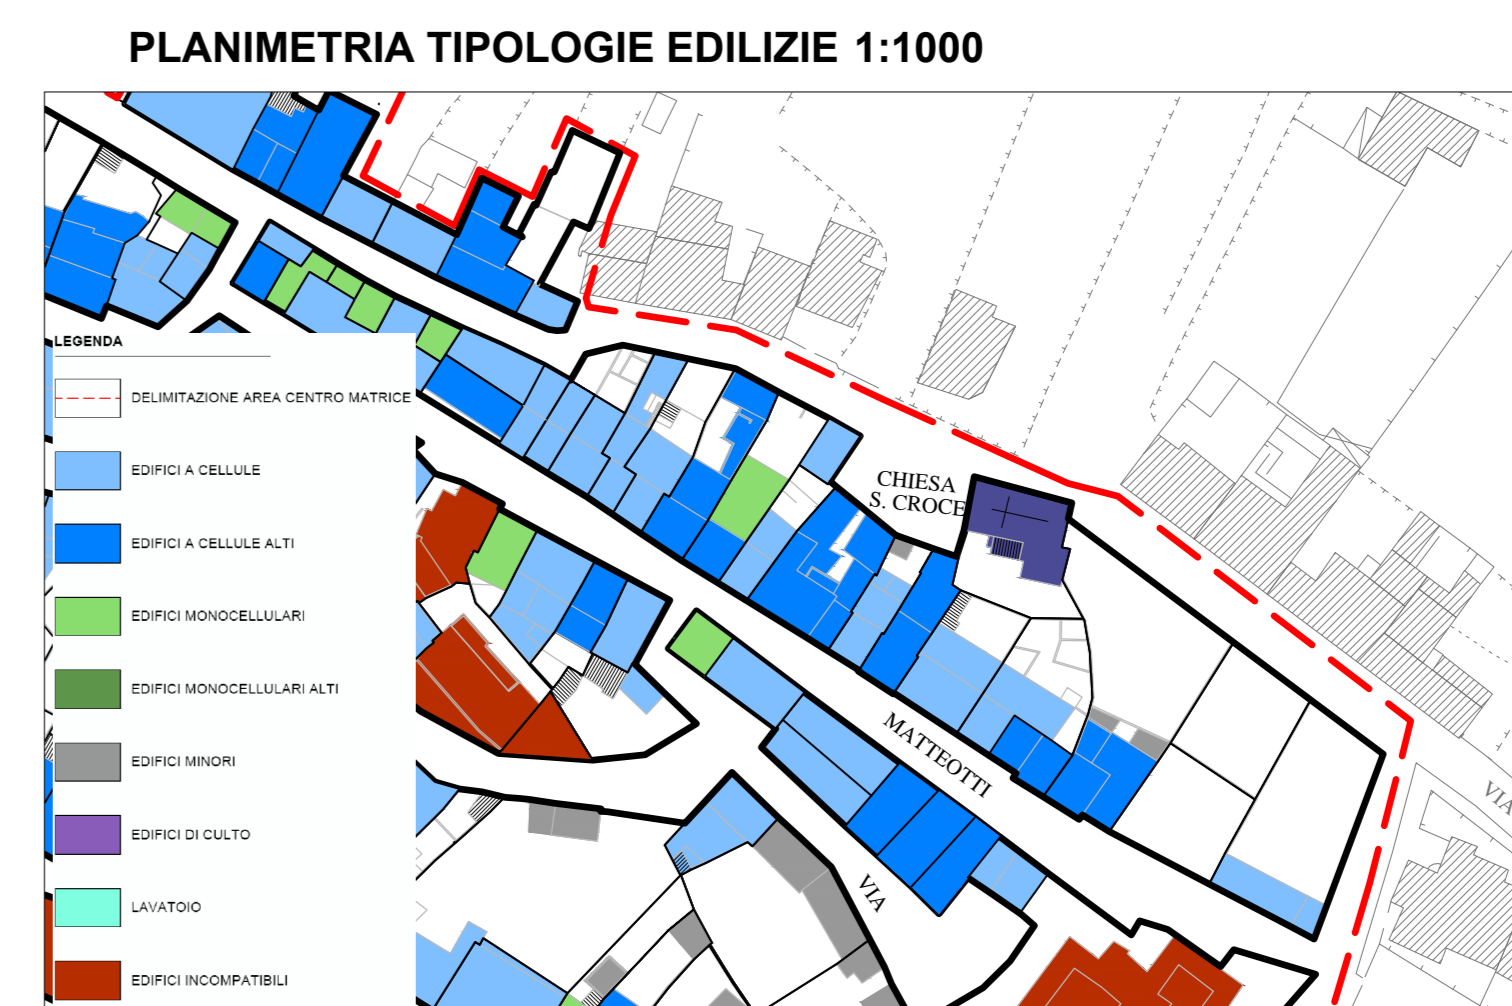 PLANIMETRIA TIPOLOGIE EDILIZIE 1:1000
LEGENDA
DELIMITAZIONE AREA CENTRO MATRICE
EDIFICI A CELLULE
EDIFICI A CELLULE ALTI
EDIFICI MONOCELLULARI
EDIFICI MONOCELLULARI ALTI
EDIFICI MINORI
EDIFICI DI CULTO
LAVATOIO
EDIFICI INCOMPATIBILI
CHIESA
S. CROCE
MATTEOTTI
VIA
VIA